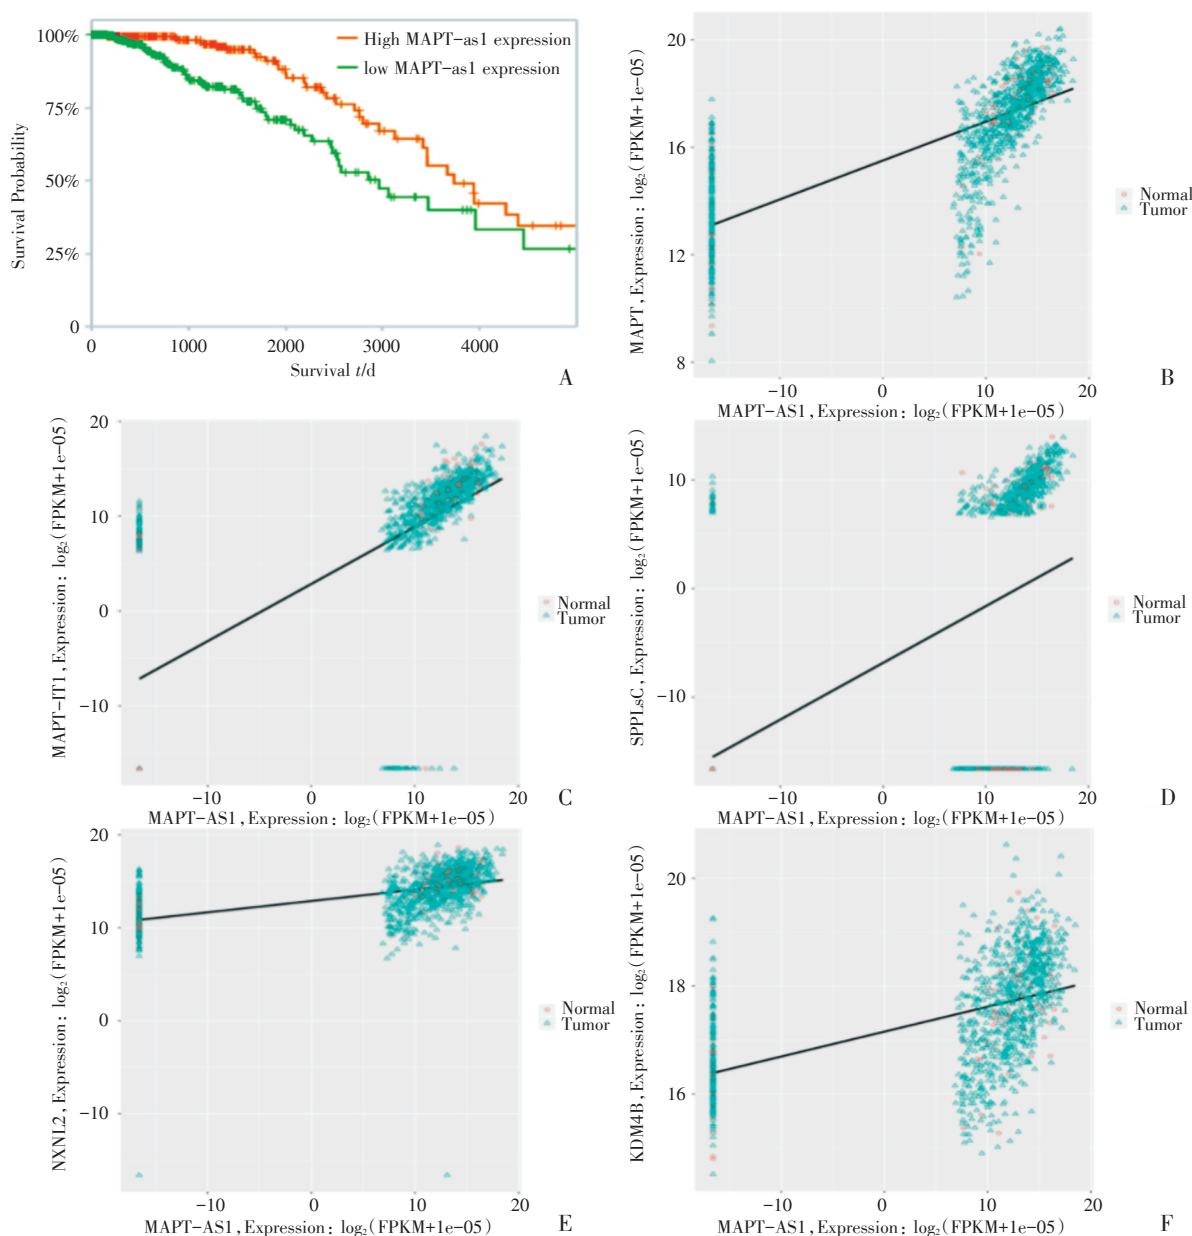 100%
75%
50%
25%
0
Survival Probability
High MAPT-as1 expression
low MAPT-as1 expression
0 1000 2000 3000 4000
Survival t/d
A
20
16
12
8
MAPT,Expression: log₂(FPKM+1e-05)
Normal
Tumor
-10 0 10 20
MAPT-AS1,Expression: log₂(FPKM+1e-05)
B
20
10
0
-10
MAPT-IT1,Expression: log₂(FPKM+1e-05)
Normal
Tumor
-10 0 10 20
MAPT-AS1,Expression: log₂(FPKM+1e-05)
C
10
0
-10
SPPLsC,Expression: log₂(FPKM+1e-05)
Normal
Tumor
-10 0 10 20
MAPT-AS1,Expression: log₂(FPKM+1e-05)
D
20
10
0
-10
NXNL2,Expression: log₂(FPKM+1e-05)
Normal
Tumor
-10 0 10 20
MAPT-AS1,Expression: log₂(FPKM+1e-05)
E
20
18
16
KDM4B,Expression: log₂(FPKM+1e-05)
Normal
Tumor
-10 0 10 20
MAPT-AS1,Expression: log₂(FPKM+1e-05)
F